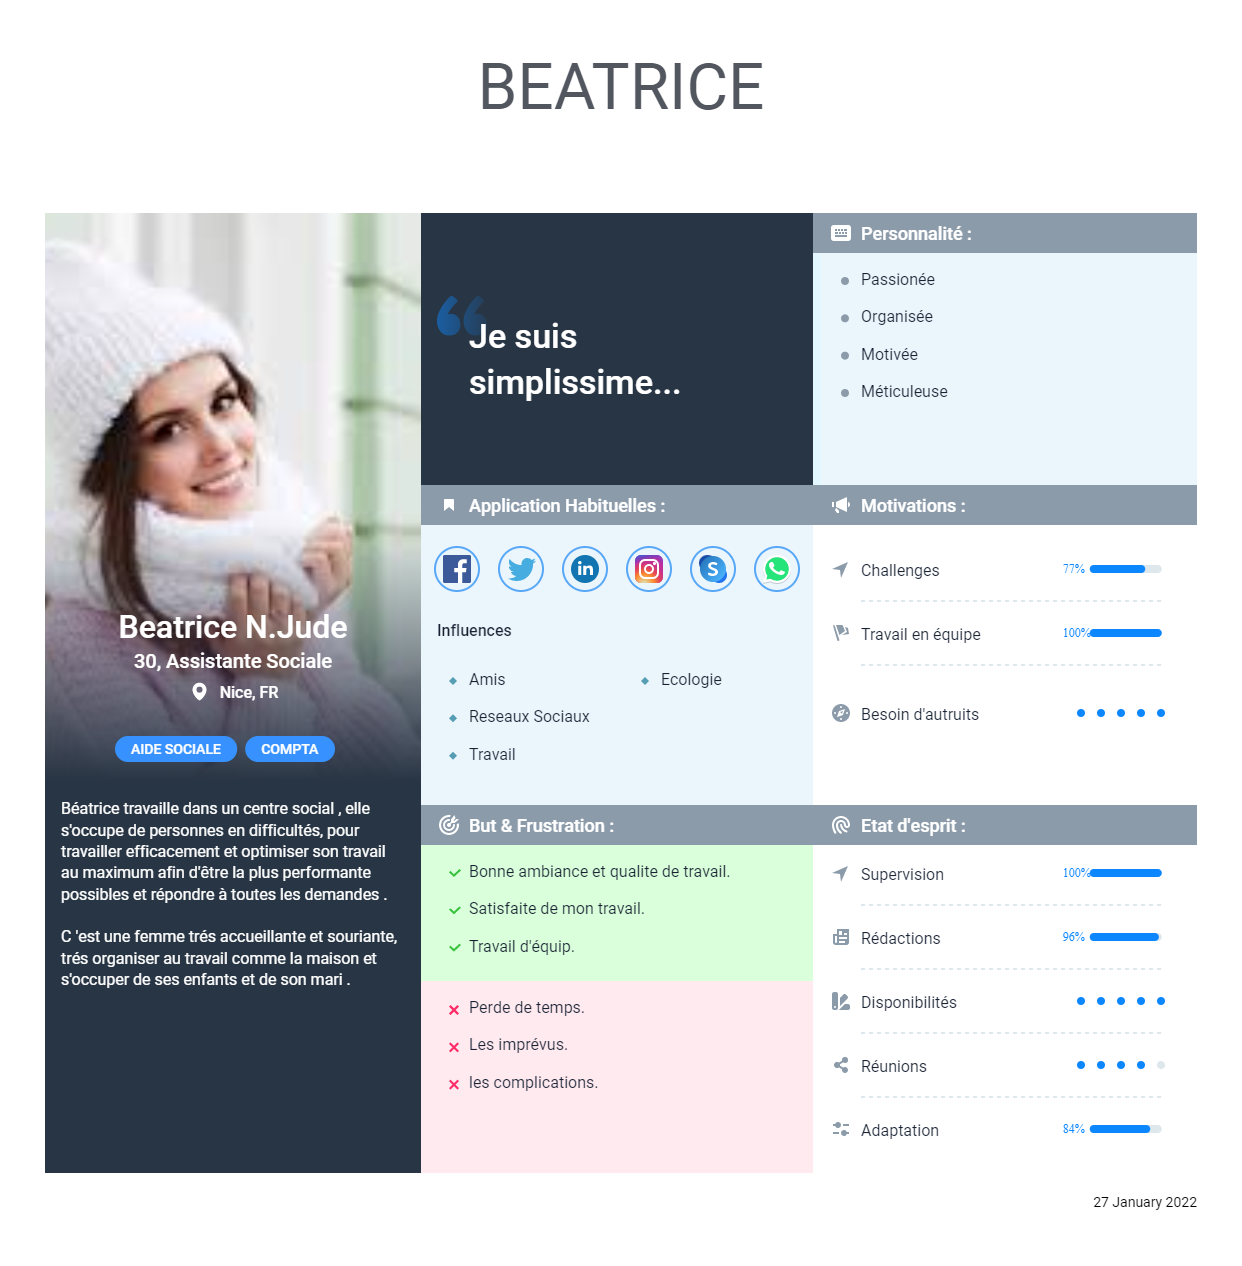 BEATRICE
Beatrice N.Jude
30, Assistante Sociale
Nice, FR
AIDE SOCIALE
COMPTA
Béatrice travaille dans un centre social , elle
s'occupe de personnes en difficultés, pour
travailler efficacement et optimiser son travail
au maximum afin d'être la plus performante
possibles et répondre à toutes les demandes .
C 'est une femme trés accueillante et souriante,
trés organiser au travail comme la maison et
s'occuper de ses enfants et de son mari .
Je suis
simplissime...
Application Habituelles :
in
S
Influences
Amis
Ecologie
Reseaux Sociaux
Travail
But & Frustration :
Bonne ambiance et qualite de travail.
Satisfaite de mon travail.
Travail d'équip.
Perde de temps.
Les imprévus.
les complications.
Personnalité :
Passionée
Organisée
Motivée
Méticuleuse
Motivations :
Challenges 77%
Travail en équipe 100%
Besoin d'autruits
Etat d'esprit :
Supervision 100%
Rédactions 96%
Disponibilités
Réunions
Adaptation 84%
27 January 2022